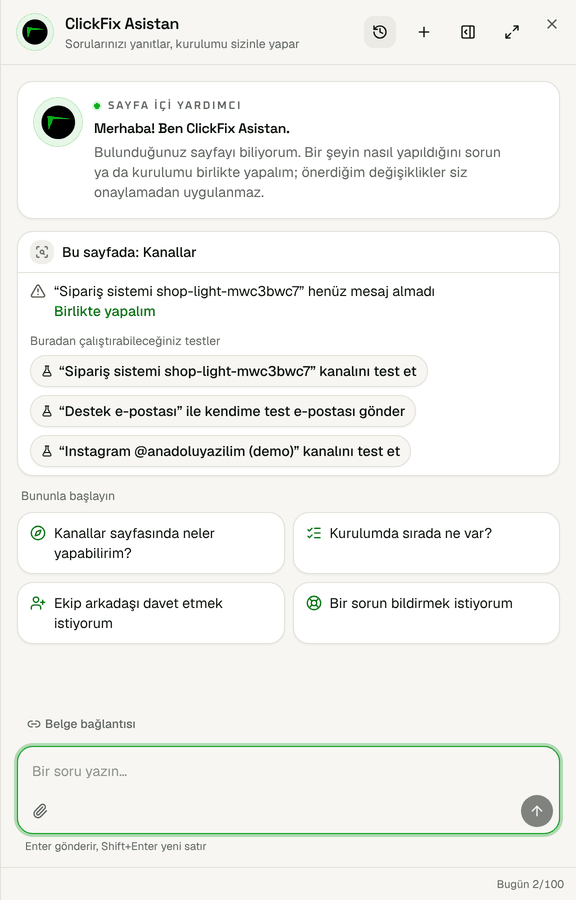 ClickFix Asistan
Sorularınızı yanıtlar, kurulumu sizinle yapar
SAYFA İÇİ YARDIMCI
Merhaba! Ben ClickFix Asistan.
Bulunduğunuz sayfayı biliyorum. Bir şeyin nasıl yapıldığını sorun
ya da kurulumu birlikte yapalım; önerdiğim değişiklikler siz
onaylamadan uygulanmaz.
Bu sayfada: Kanallar
“Sipariş sistemi shop-light-mwc3bwc7” henüz mesaj almadı
Birlikte yapalım
Buradan çalıştırabileceğiniz testler
“Sipariş sistemi shop-light-mwc3bwc7” kanalını test et
“Destek e-postası” ile kendime test e-postası gönder
“Instagram @anadoluyazilim (demo)” kanalını test et
Bununla başlayın
Kanallar sayfasında neler
yapabilirim?
Kurulumda sırada ne var?
Ekip arkadaşı davet etmek
istiyorum
Bir sorun bildirmek istiyorum
Belge bağlantısı
Bir soru yazın...
Enter gönderir, Shift+Enter yeni satır
Bugün 2/100